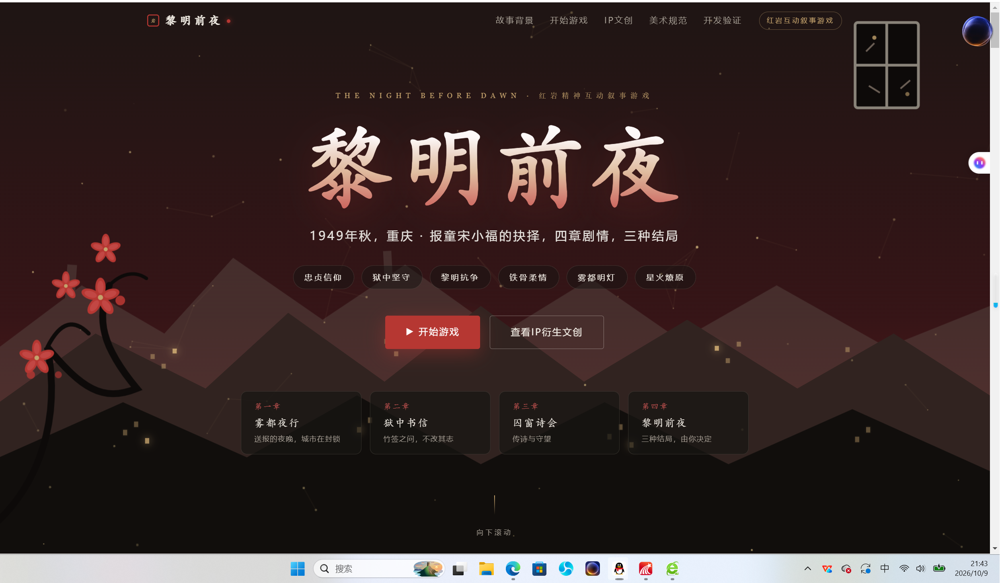 岩 黎明前夜
故事背景 开始游戏 IP文创 美术规范 开发验证 红岩互动叙事游戏
THE NIGHT BEFORE DAWN · 红岩精神互动叙事游戏
黎明前夜
1949年秋，重庆 · 报童宋小福的抉择，四章剧情，三种结局
忠贞信仰 狱中坚守 黎明抗争 铁骨柔情 雾都明灯 星火燎原
▶ 开始游戏 查看IP衍生文创
第一章
雾都夜行
送报的夜晚，城市在封锁
第二章
狱中书信
竹签之问，不改其志
第三章
囚窗诗会
传诗与守望
第四章
黎明前夜
三种结局，由你决定
向下滚动
搜索
中
21:43
2026/10/9